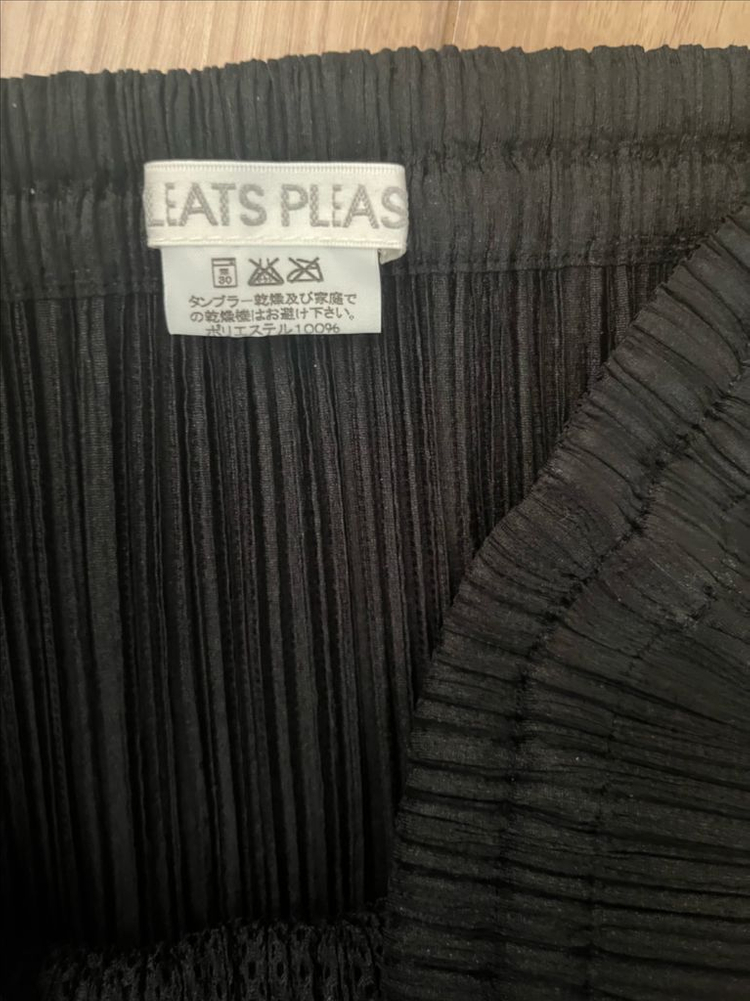 LEATS PLEAS
弱
30
タンブラー乾燥及び家庭で
の乾燥機はお避け下さい。
ポリエステル100%